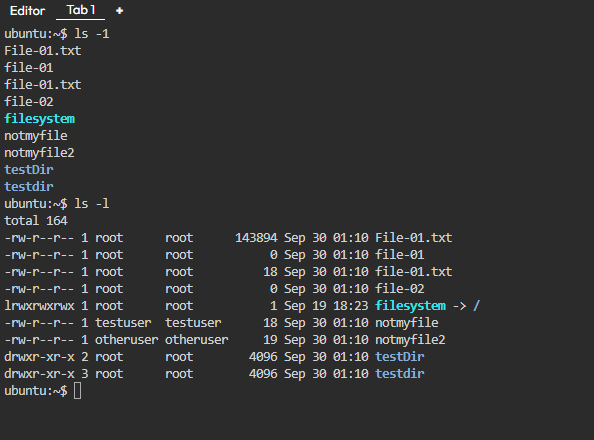 Editor Tab 1 +
ubuntu:~$ ls -1
File-01.txt
file-01
file-01.txt
file-02
filesystem
notmyfile
notmyfile2
testDir
testdir
ubuntu:~$ ls -l
total 164
-rw-r--r-- 1 root      root      143894 Sep 30 01:10 File-01.txt
-rw-r--r-- 1 root      root           0 Sep 30 01:10 file-01
-rw-r--r-- 1 root      root          18 Sep 30 01:10 file-01.txt
-rw-r--r-- 1 root      root           0 Sep 30 01:10 file-02
lrwxrwxrwx 1 root      root           1 Sep 19 18:23 filesystem -> /
-rw-r--r-- 1 testuser  testuser      18 Sep 30 01:10 notmyfile
-rw-r--r-- 1 otheruser otheruser     19 Sep 30 01:10 notmyfile2
drwxr-xr-x 2 root      root        4096 Sep 30 01:10 testDir
drwxr-xr-x 3 root      root        4096 Sep 30 01:10 testdir
ubuntu:~$